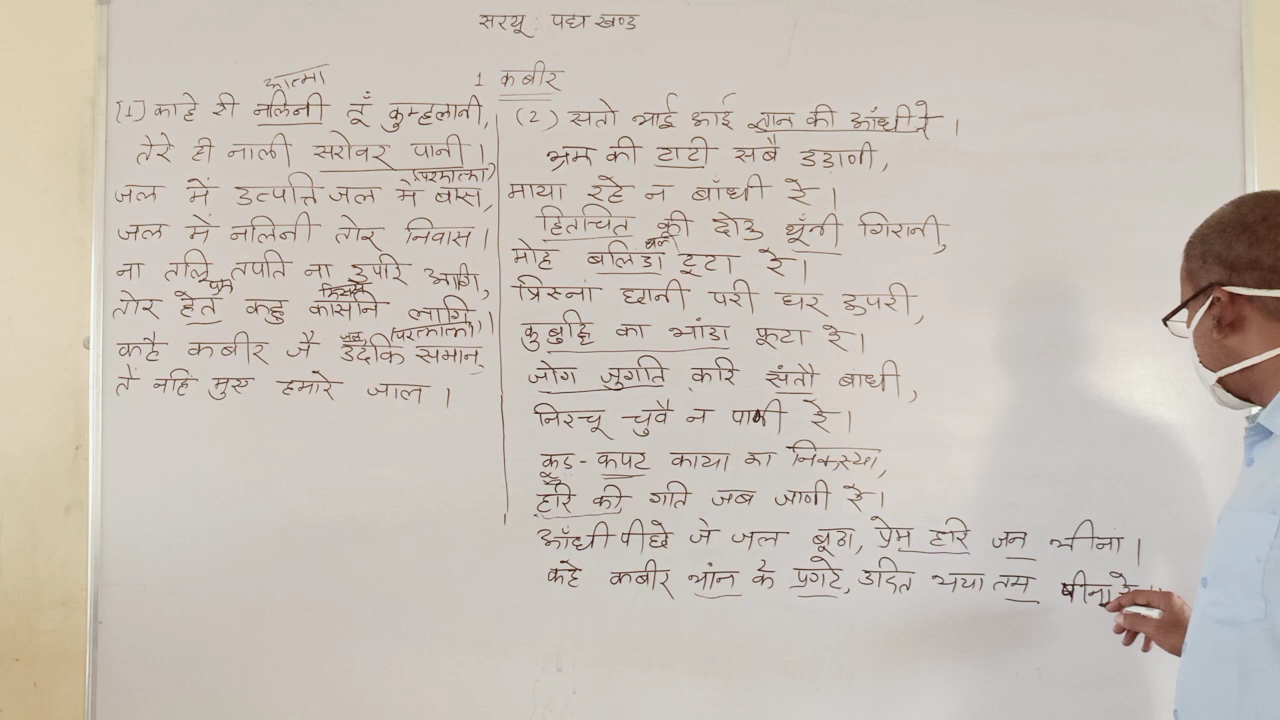 सरयू : पद्य खण्ड
1 कबीर
आत्मा
(1) काहे री नलिनी तूँ कुम्हलानी,
तेरे ही नाली सरोवर पानी।
(परमात्मा)
जल में उत्पत्ति जल में बास,
जल में नलिनी तोर निवास।
ना तलि तपति ना उपरि आगि,
प्रेम किससे
तोर हेत कहु कासनि लागि।
जल (परमात्मा)
कहै कबीर जै उदकि समान,
ते नहिं मुए हमारे जाल।
(2) संतो भाई आई ज्ञान की आँधी रे।
भ्रम की टाटी सबै उड़ाणी,
माया रहै न बाँधी रे।
हितचित की दोउ थूँनी गिरानी,
मोह बलिंडा टूटा रे।
त्रिस्नां छानी परी घर उपरी,
कुबुद्धि का भांडा फूटा रे।
जोग जुगति करि संतौ बांधी,
निरचू चुवै न पानी रे।
कूड़-कपट काया का निकस्या,
हरि की गति जब जाणी रे।
आँधी पीछे जे जल बूठा, प्रेम हरि जन भीना।
कहे कबीर भांन के प्रगटे, उदित भया तम षीना रे।।